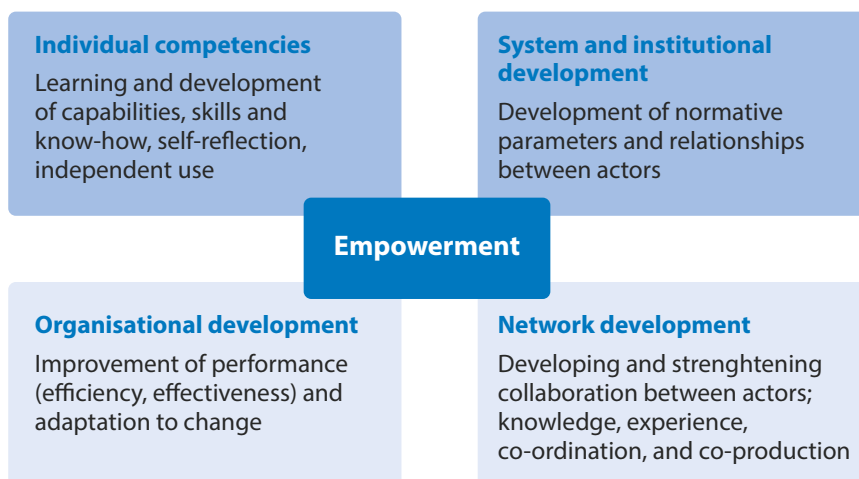 Individual competencies
Learning and development
of capabilities, skills and
know-how, self-reflection,
independent use
System and institutional
development
Development of normative
parameters and relationships
between actors
Empowerment
Organisational development
Improvement of performance
(efficiency, effectiveness) and
adaptation to change
Network development
Developing and strenghtening
collaboration between actors;
knowledge, experience,
co-ordination, and co-production